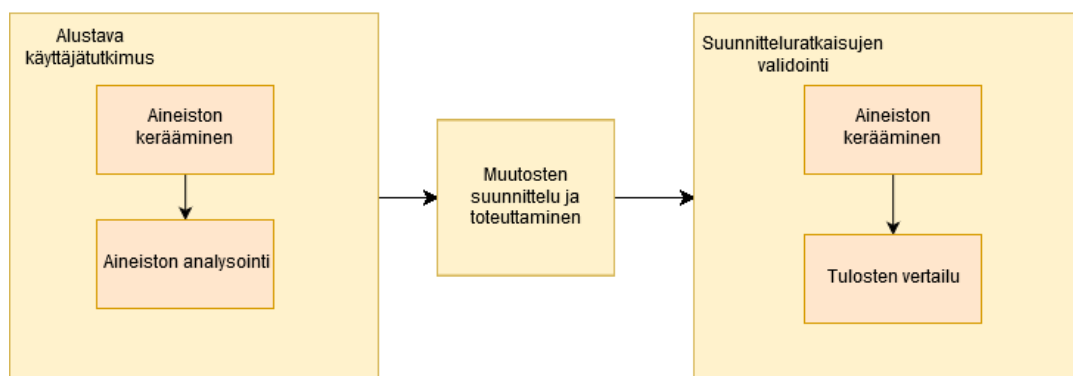 Alustava
käyttäjätutkimus
Aineiston
kerääminen
Aineiston analysointi
Muutosten
suunnittelu ja
toteuttaminen
Suunnitteluratkaisujen
validointi
Aineiston
kerääminen
Tulosten vertailu